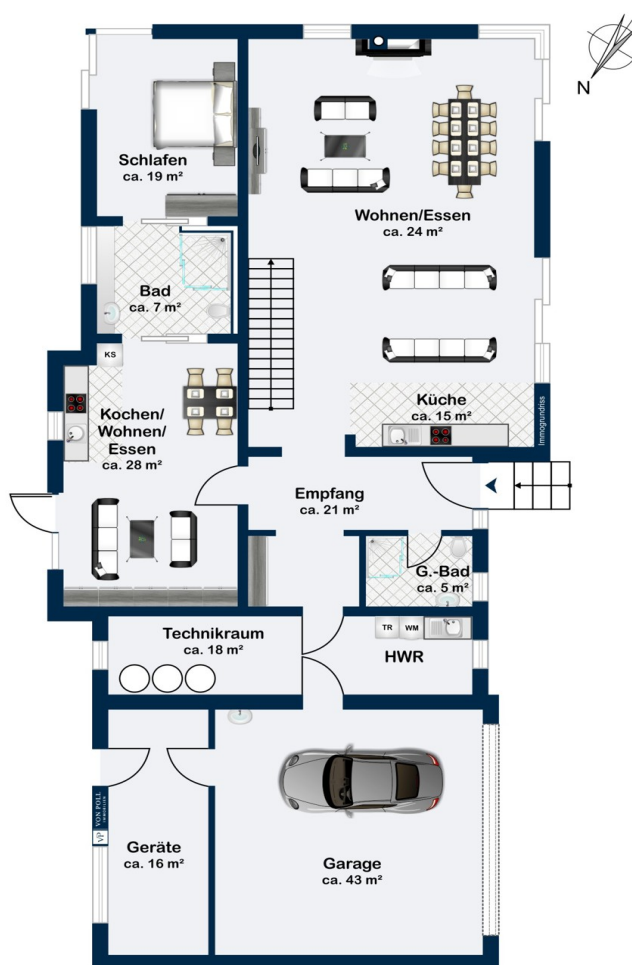 N
Schlafen
ca. 19 m²
Wohnen/Essen
ca. 24 m²
Bad
ca. 7 m²
KS
Kochen/
Wohnen/
Essen
ca. 28 m²
Küche
ca. 15 m²
Immogrundriss
Empfang
ca. 21 m²
G.-Bad
ca. 5 m²
Technikraum
ca. 18 m²
TR
WM
HWR
VP
VON POLL
IMMOBILIEN
Geräte
ca. 16 m²
Garage
ca. 43 m²